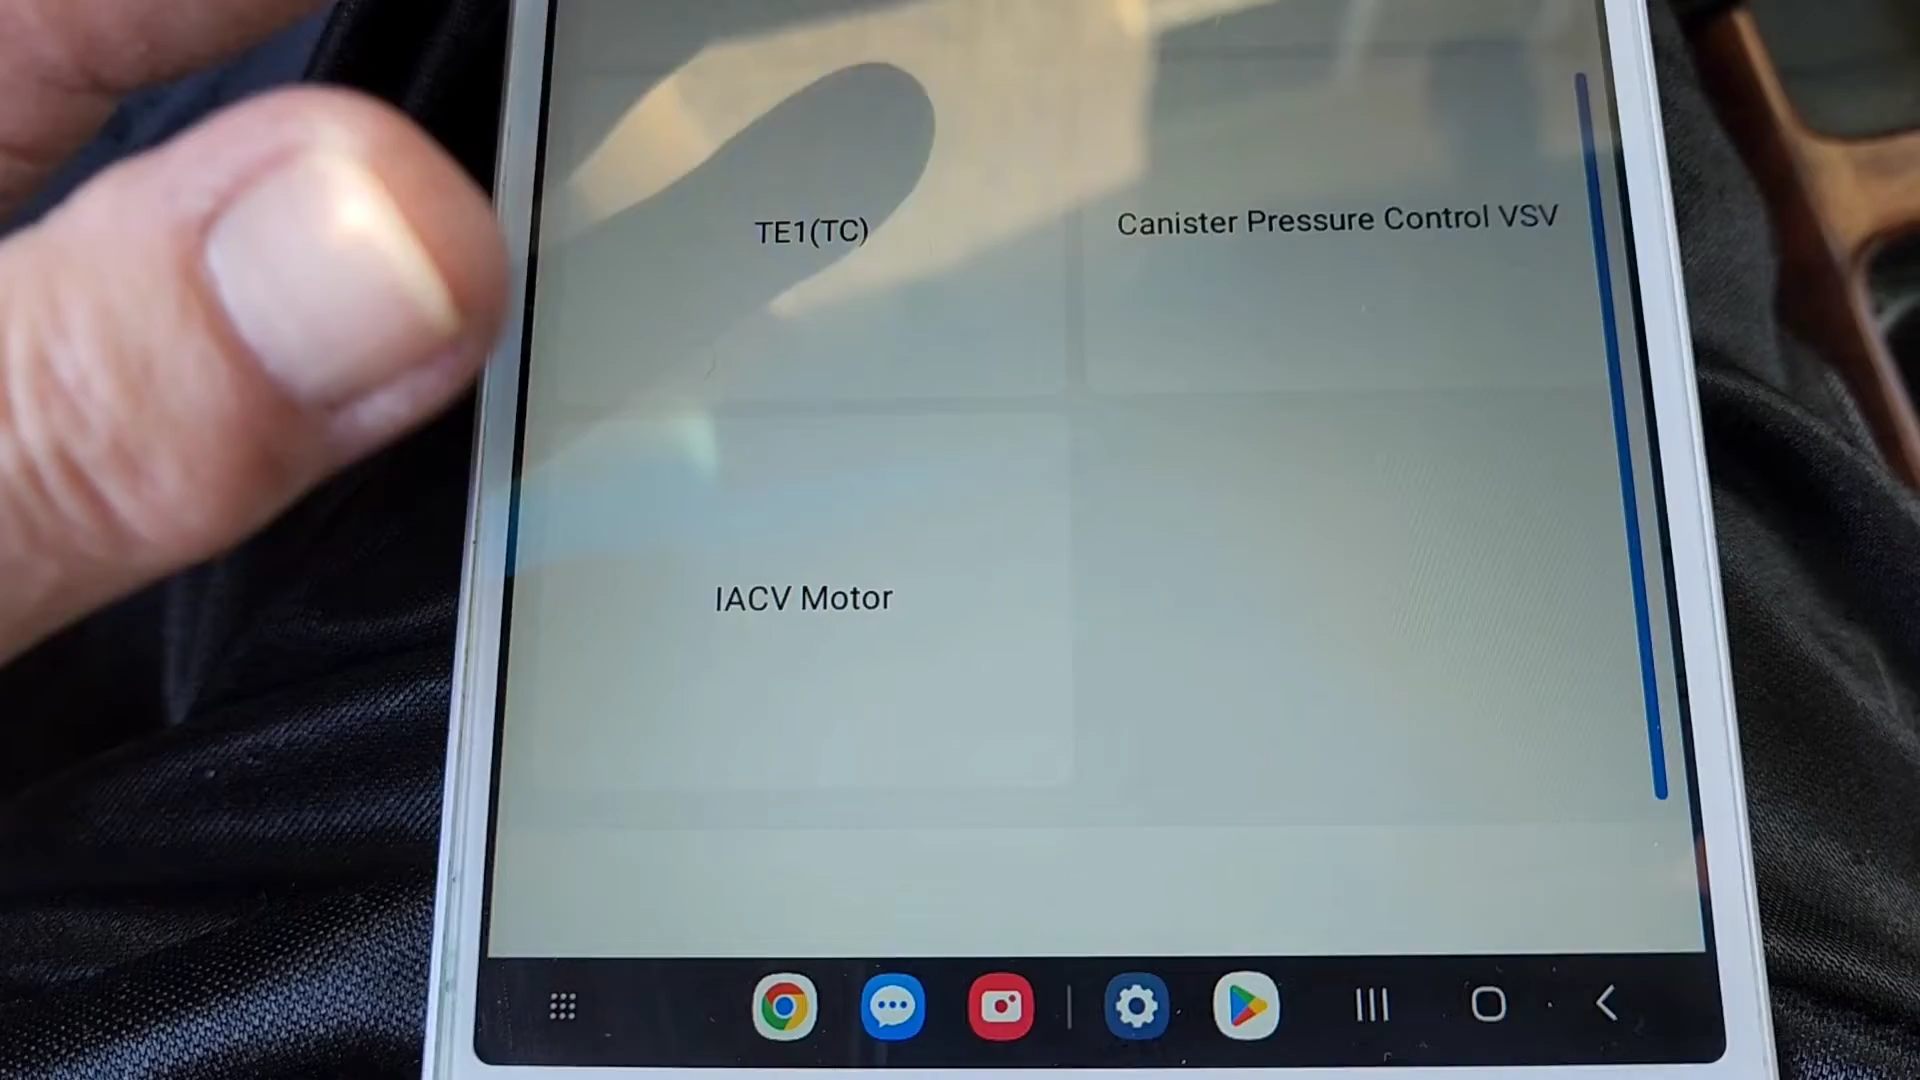 TE1(TC)
Canister Pressure Control VSV
IACV Motor